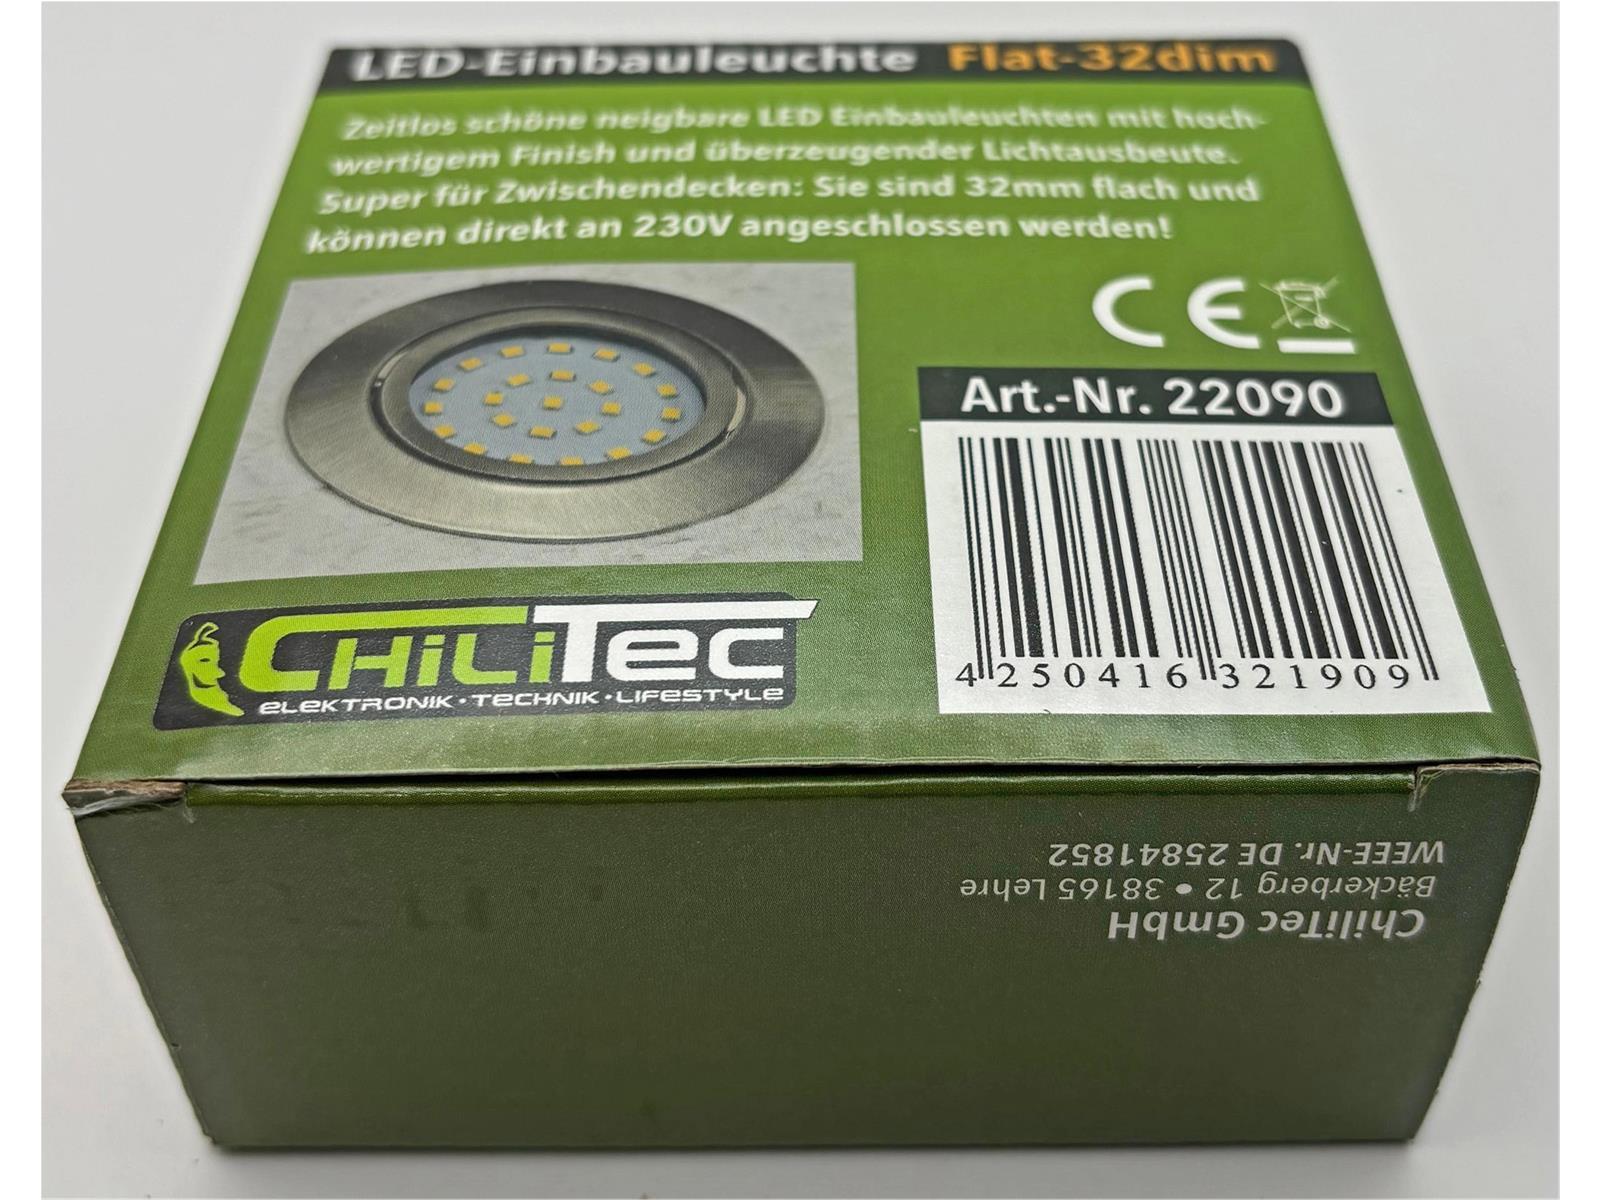 LED-Einbauleuchte Flat-32dim
Zeitlos schöne neigbare LED Einbauleuchten mit hoch-
wertigem Finish und überzeugender Lichtausbeute.
Super für Zwischendecken: Sie sind 32mm flach und
können direkt an 230V angeschlossen werden!
CE
Art.-Nr. 22090
4 250416 321909
CHiLiTEC
ELEKTRONIK · TECHNIK · LIFESTYLE
ChiliTec GmbH
Bäckerberg 12 • 38165 Lehre
WEEE-Nr. DE 25841852